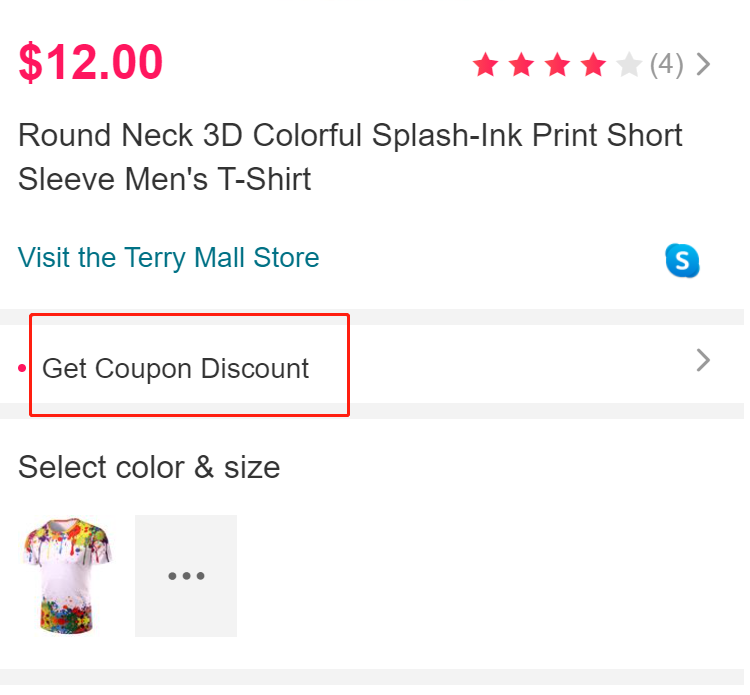 $12.00
(4)
Round Neck 3D Colorful Splash-Ink Print Short
Sleeve Men's T-Shirt
Visit the Terry Mall Store
S
Get Coupon Discount
Select color & size